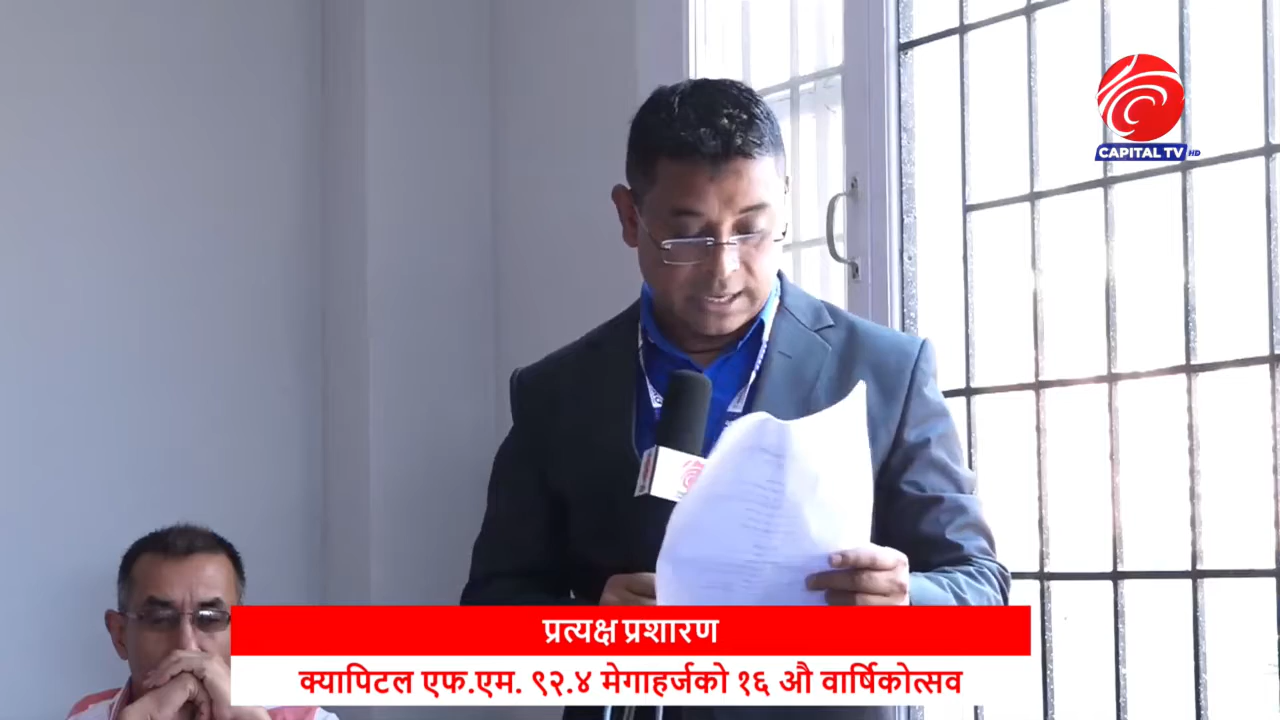 CAPITAL TV HD
प्रत्यक्ष प्रशारण
क्यापिटल एफ.एम. ९२.४ मेगाहर्जको १६ औ वार्षिकोत्सव